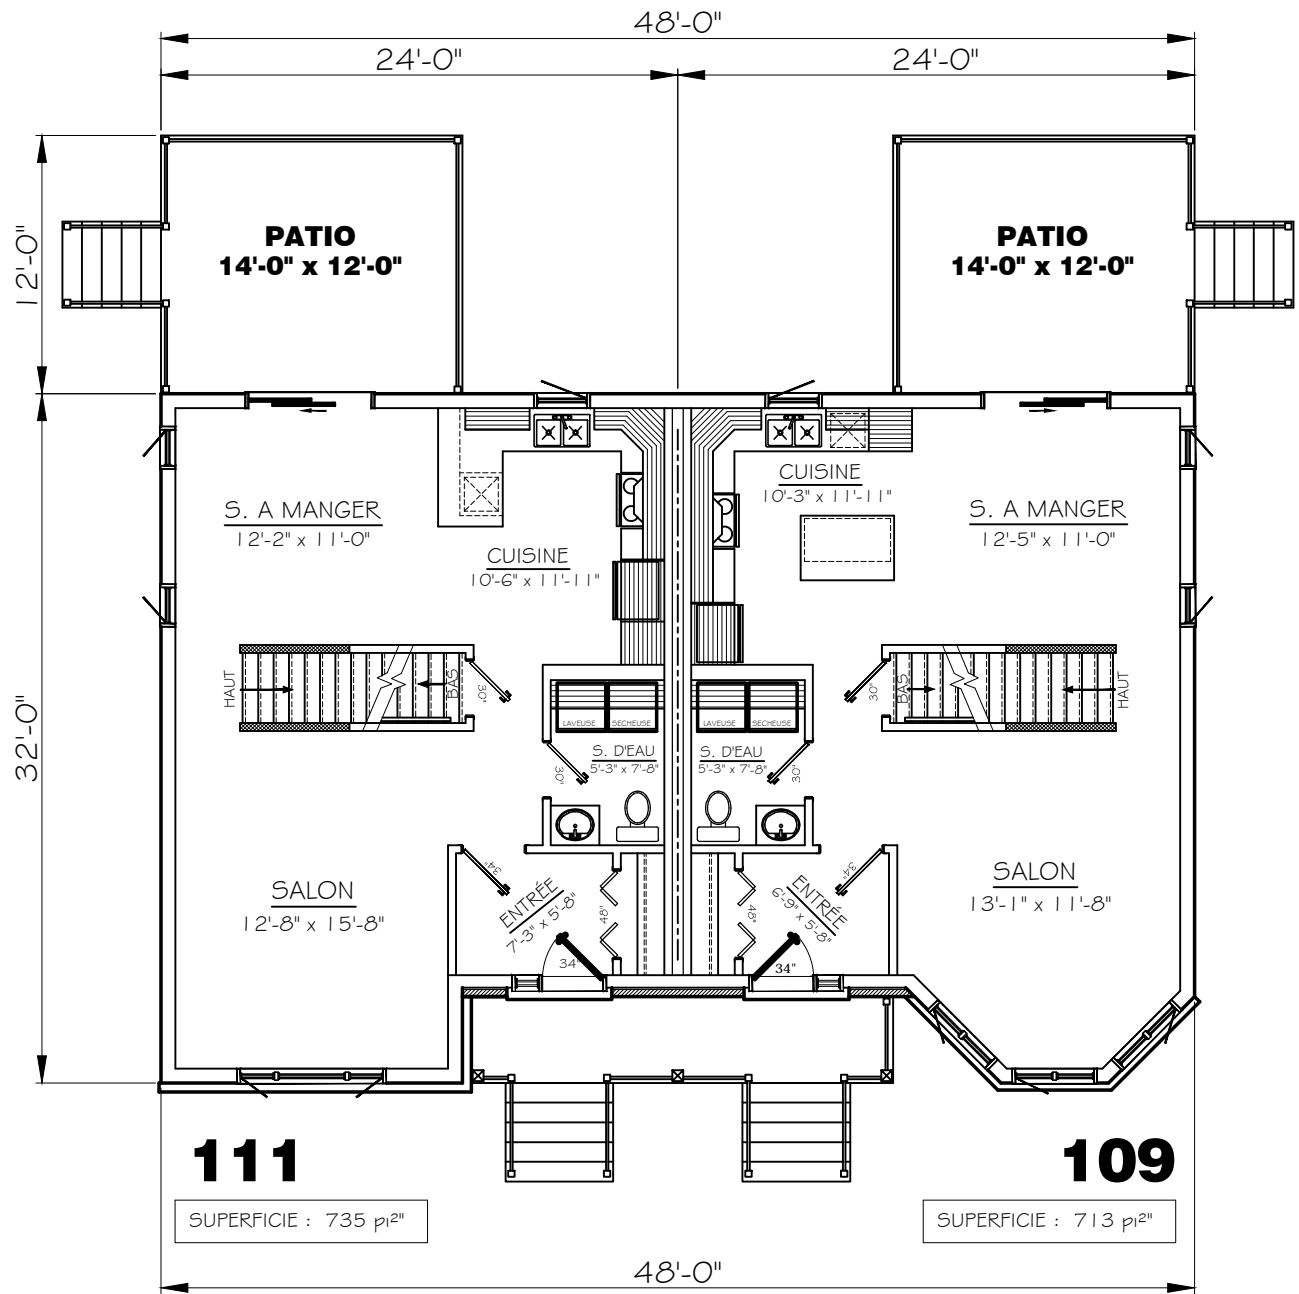 48'-0"
24'-0"
24'-0"
12'-0"
PATIO
14'-0" x 12'-0"
PATIO
14'-0" x 12'-0"
32'-0"
S. A MANGER
12'-2" x 11'-0"
CUISINE
10'-6" x 11'-11"
CUISINE
10'-3" x 11'-11"
S. A MANGER
12'-5" x 11'-0"
HAUT
BAS
30"
LAVEUSE
SECHEUSE
LAVEUSE
SECHEUSE
30"
BAS
HAUT
S. D'EAU
5'-3" x 7'-8"
30"
S. D'EAU
5'-3" x 7'-8"
30"
SALON
12'-8" x 15'-8"
34"
ENTRÉE
7'-3" x 5'-8"
48"
34"
48"
ENTRÉE
6'-9" x 5'-8"
34"
34"
SALON
13'-1" x 11'-8"
111
109
SUPERFICIE : 735 pi²"
SUPERFICIE : 713 pi²"
48'-0"